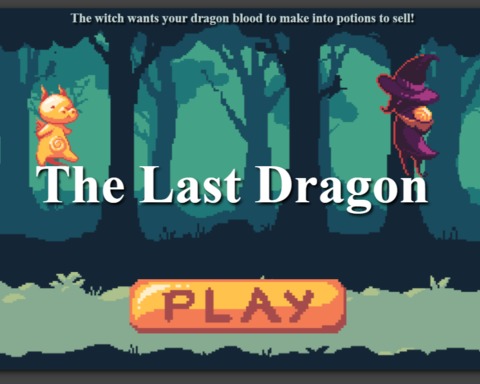 The witch wants your dragon blood to make into potions to sell!
The Last Dragon
PLAY